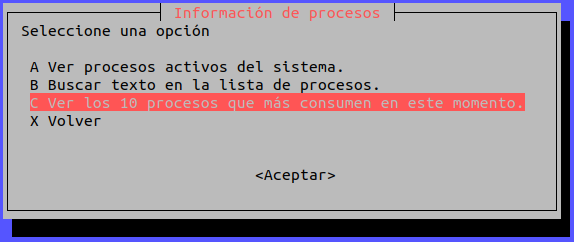 Información de procesos
Seleccione una opción
A Ver procesos activos del sistema.
B Buscar texto en la lista de procesos.
C Ver los 10 procesos que más consumen en este momento.
X Volver
<Aceptar>